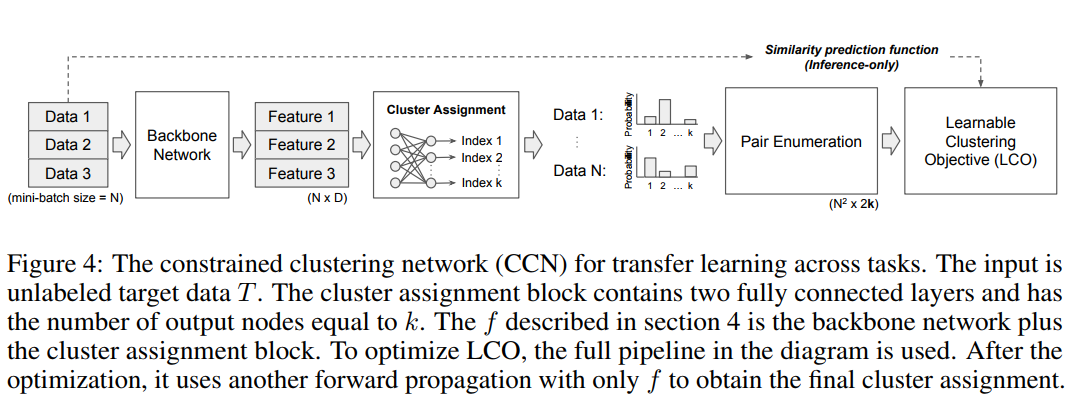 Similarity prediction function
(Inference-only)
Data 1
Data 2
Data 3
(mini-batch size = N)
Backbone
Network
Feature 1
Feature 2
Feature 3
(N x D)
Cluster Assignment
Index 1
Index 2
Index k
Data 1:
Data N:
Probability
1 2 ... k
Probability
1 2 ... k
Pair Enumeration
(N² x 2k)
Learnable
Clustering
Objective (LCO)
Figure 4: The constrained clustering network (CCN) for transfer learning across tasks. The input is
unlabeled target data T. The cluster assignment block contains two fully connected layers and has
the number of output nodes equal to k. The f described in section 4 is the backbone network plus
the cluster assignment block. To optimize LCO, the full pipeline in the diagram is used. After the
optimization, it uses another forward propagation with only f to obtain the final cluster assignment.